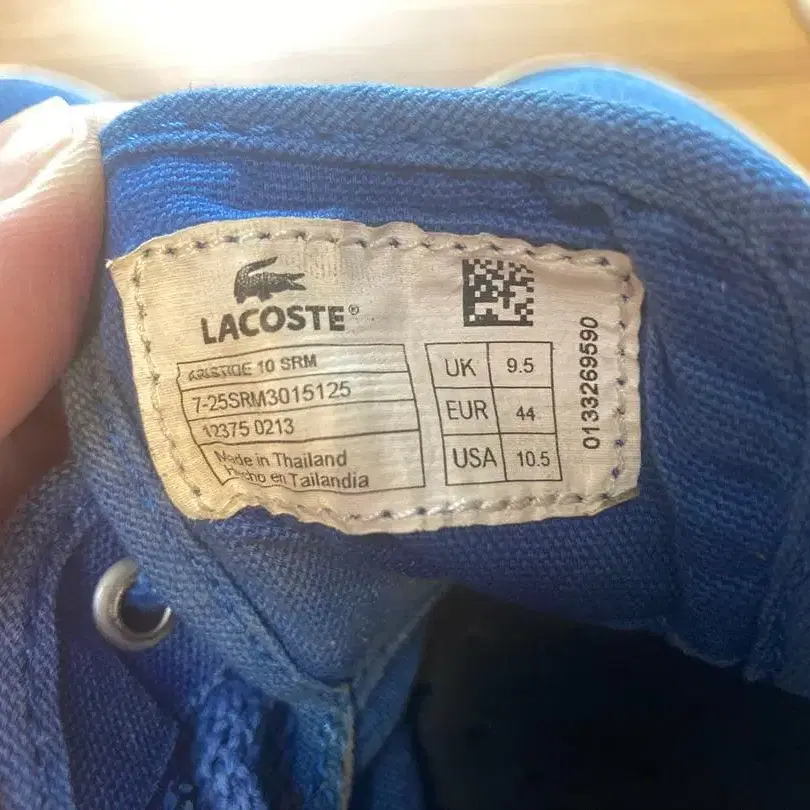 LACOSTE®
10 SRM
7-25SRM3015125
12375 0213
Made in Thailand
Hecho en Tailandia
UK 9.5
EUR 44
USA 10.5
0133269590